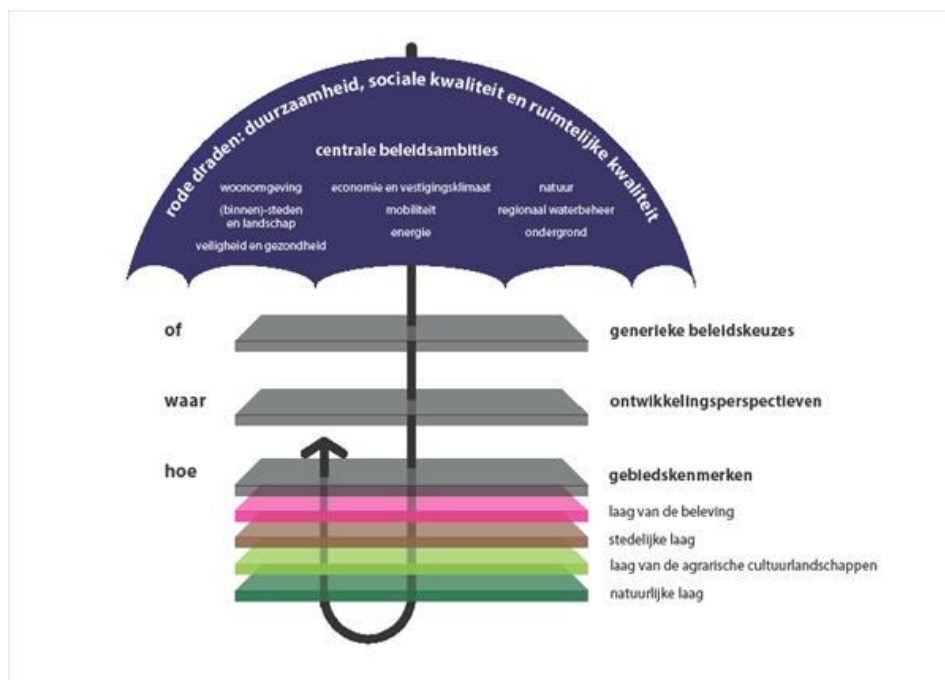 rode draden: duurzaamheid, sociale kwaliteit en ruimtelijke kwaliteit
centrale beleidsambities
woonomgeving
(binnen)-steden
en landschap
veiligheid en gezondheid
economie en vestigingsklimaat
mobiliteit
energie
natuur
regionaal waterbeheer
ondergrond
of
generieke beleidskeuzes
waar
ontwikkelingsperspectieven
hoe
gebiedskenmerken
laag van de beleving
stedelijke laag
laag van de agrarische cultuurlandschappen
natuurlijke laag